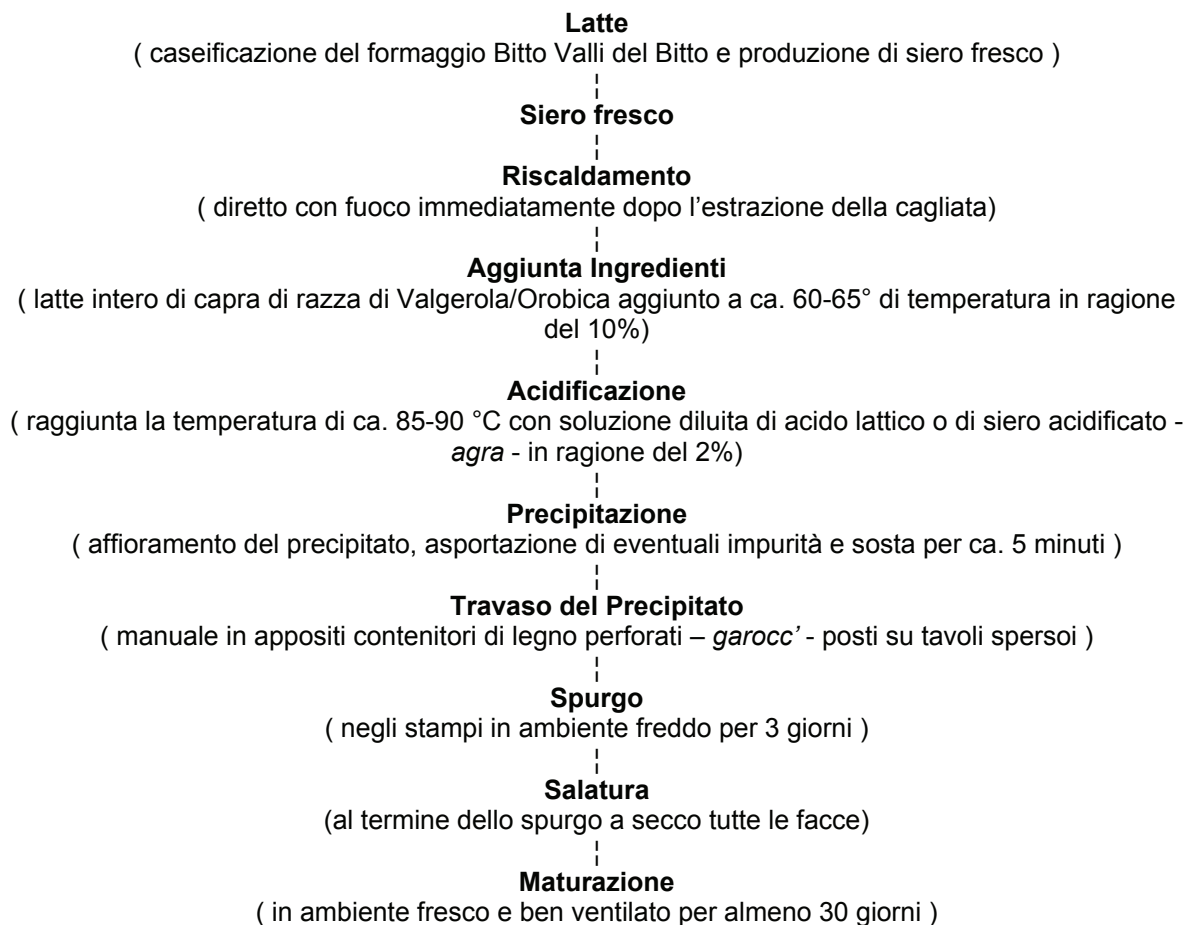 Latte
( caseificazione del formaggio Bitto Valli del Bitto e produzione di siero fresco )
Siero fresco
Riscaldamento
( diretto con fuoco immediatamente dopo l’estrazione della cagliata)
Aggiunta Ingredienti
( latte intero di capra di razza di Valgerola/Orobica aggiunto a ca. 60-65° di temperatura in ragione
del 10%)
Acidificazione
( raggiunta la temperatura di ca. 85-90 °C con soluzione diluita di acido lattico o di siero acidificato -
agra - in ragione del 2%)
Precipitazione
( affioramento del precipitato, asportazione di eventuali impurità e sosta per ca. 5 minuti )
Travaso del Precipitato
( manuale in appositi contenitori di legno perforati – garocc’ - posti su tavoli spersoi )
Spurgo
( negli stampi in ambiente freddo per 3 giorni )
Salatura
(al termine dello spurgo a secco tutte le facce)
Maturazione
( in ambiente fresco e ben ventilato per almeno 30 giorni )